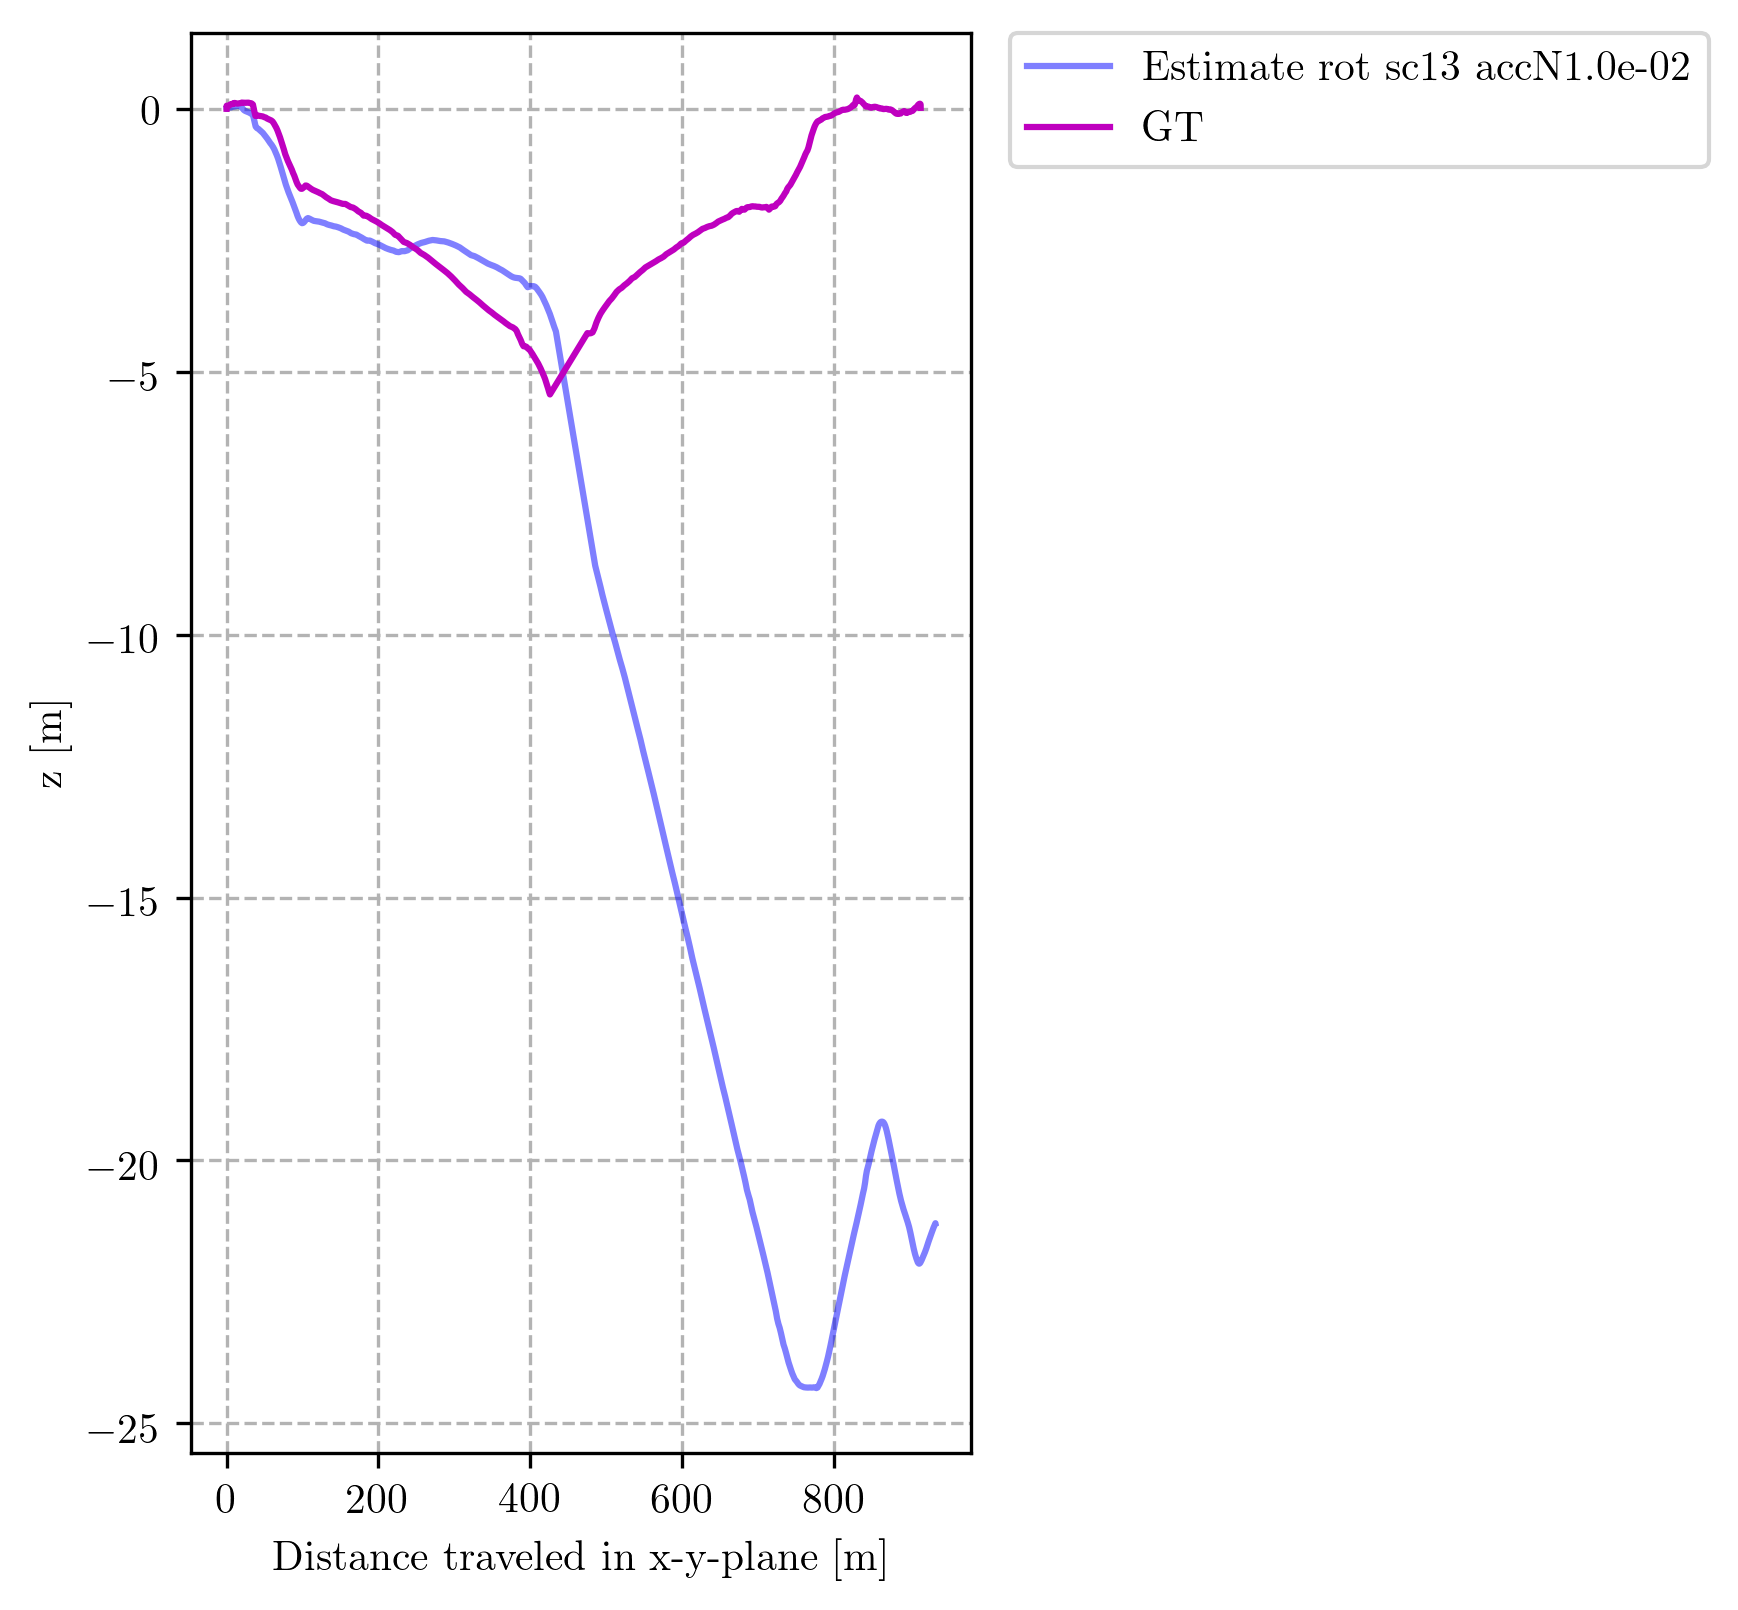 Estimate rot sc13 accN1.0e-02
GT
0
−5
−10
−15
−20
−25
z [m]
0 200 400 600 800
Distance traveled in x-y-plane [m]